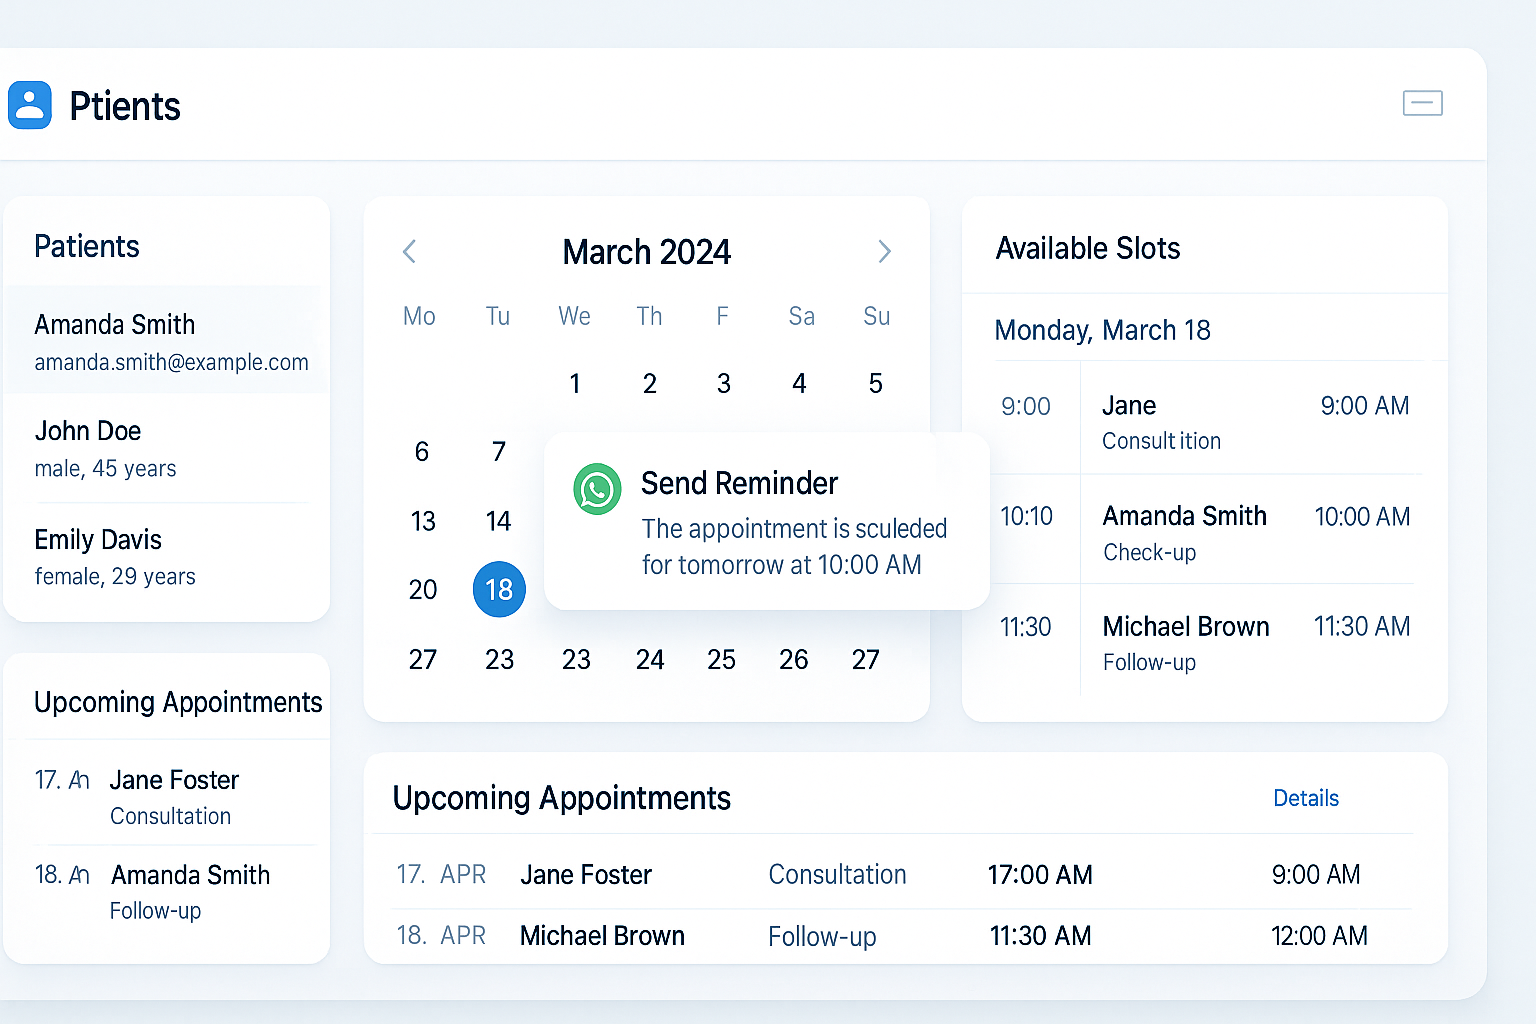 Ptients
Patients
Amanda Smith
amanda.smith@example.com
John Doe
male, 45 years
Emily Davis
female, 29 years
Upcoming Appointments
17. An Jane Foster
Consultation
18. An Amanda Smith
Follow-up
March 2024
Mo Tu We Th F Sa Su
1 2 3 4 5
6 7
13 14
20 18
27 23 23 24 25 26 27
Send Reminder
The appointment is sculeded
for tomorrow at 10:00 AM
Available Slots
Monday, March 18
9:00 Jane 9:00 AM
Consult ition
10:10 Amanda Smith 10:00 AM
Check-up
11:30 Michael Brown 11:30 AM
Follow-up
Upcoming Appointments Details
17. APR Jane Foster Consultation 17:00 AM 9:00 AM
18. APR Michael Brown Follow-up 11:30 AM 12:00 AM